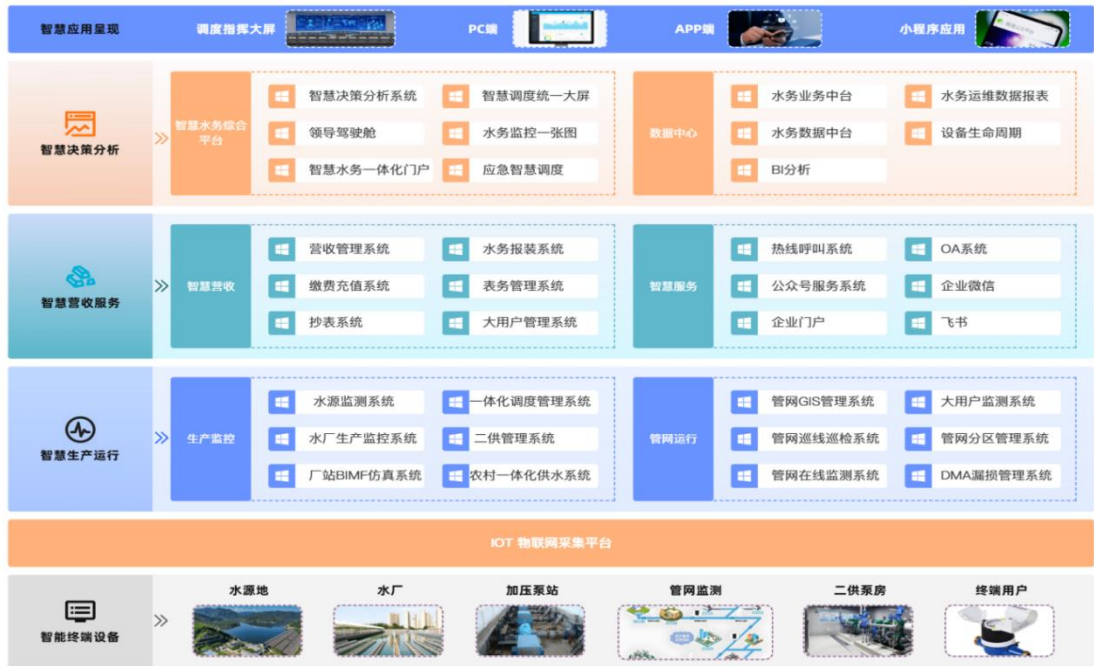 智慧应用呈现
调度指挥大屏
PC端
APP端
小程序应用
智慧决策分析
智慧水务综合
平台
智慧决策分析系统
智慧调度统一大屏
领导驾驶舱
水务监控一张图
智慧水务一体化门户
应急智慧调度
数据中心
水务业务中台
水务运维数据报表
水务数据中台
设备生命周期
BI分析
智慧营收服务
智慧营收
营收管理系统
水务报装系统
缴费充值系统
表务管理系统
抄表系统
大用户管理系统
智慧服务
热线呼叫系统
OA系统
公众号服务系统
企业微信
企业门户
飞书
智慧生产运行
生产监控
水源监测系统
一体化调度管理系统
水厂生产监控系统
二供管理系统
厂站BIMF仿真系统
农村一体化供水系统
管网运行
管网GIS管理系统
大用户监测系统
管网巡线巡检系统
管网分区管理系统
管网在线监测系统
DMA漏损管理系统
IOT 物联网采集平台
智能终端设备
水源地
水厂
加压泵站
管网监测
二供泵房
终端用户